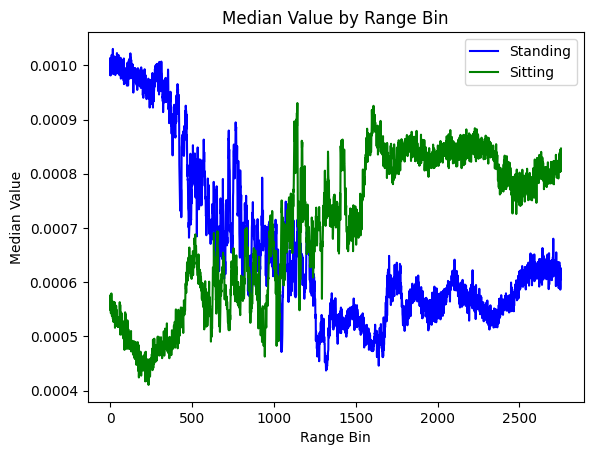 Median Value by Range Bin
Standing
Sitting
Median Value
0.0010
0.0009
0.0008
0.0007
0.0006
0.0005
0.0004
0
500
1000
1500
2000
2500
Range Bin